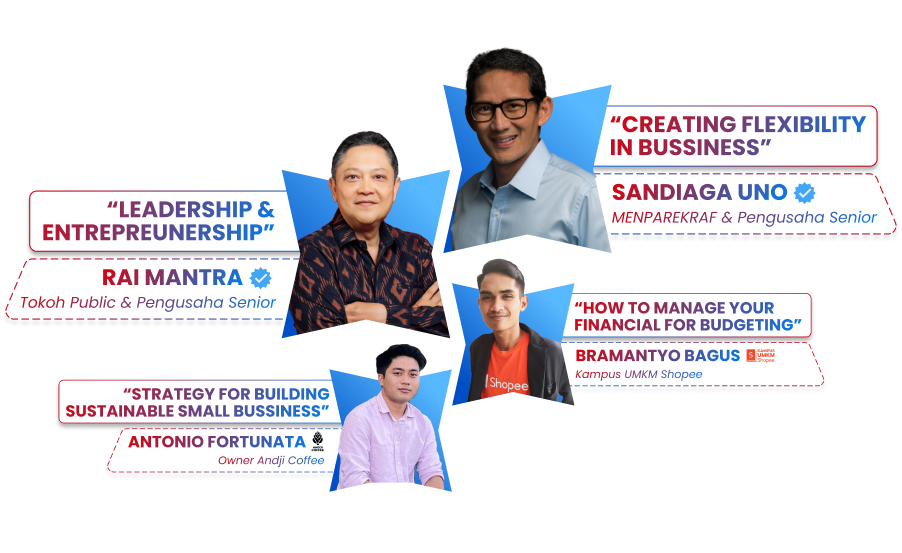 “CREATING FLEXIBILITY
IN BUSSINESS”
SANDIAGA UNO
MENPAREKRAF & Pengusaha Senior
“LEADERSHIP &
ENTREPREUNERSHIP”
RAI MANTRA
Tokoh Public & Pengusaha Senior
“HOW TO MANAGE YOUR
FINANCIAL FOR BUDGETING”
BRAMANTYO BAGUS
KAMPUS
UMKM
Shopee
Kampus UMKM Shopee
Shopee
“STRATEGY FOR BUILDING
SUSTAINABLE SMALL BUSSINESS”
ANTONIO FORTUNATA
Owner Andji Coffee